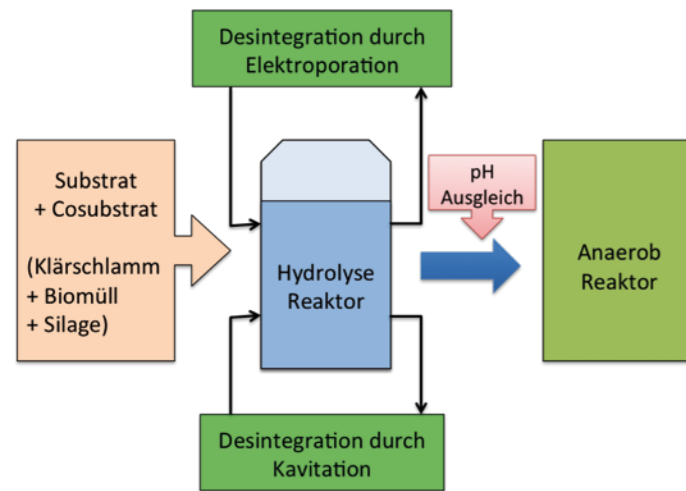 Desintegration durch
Elektroporation
Substrat
+ Cosubstrat
(Klärschlamm
+ Biomüll
+ Silage)
Hydrolyse
Reaktor
pH
Ausgleich
Anaerob
Reaktor
Desintegration durch
Kavitation